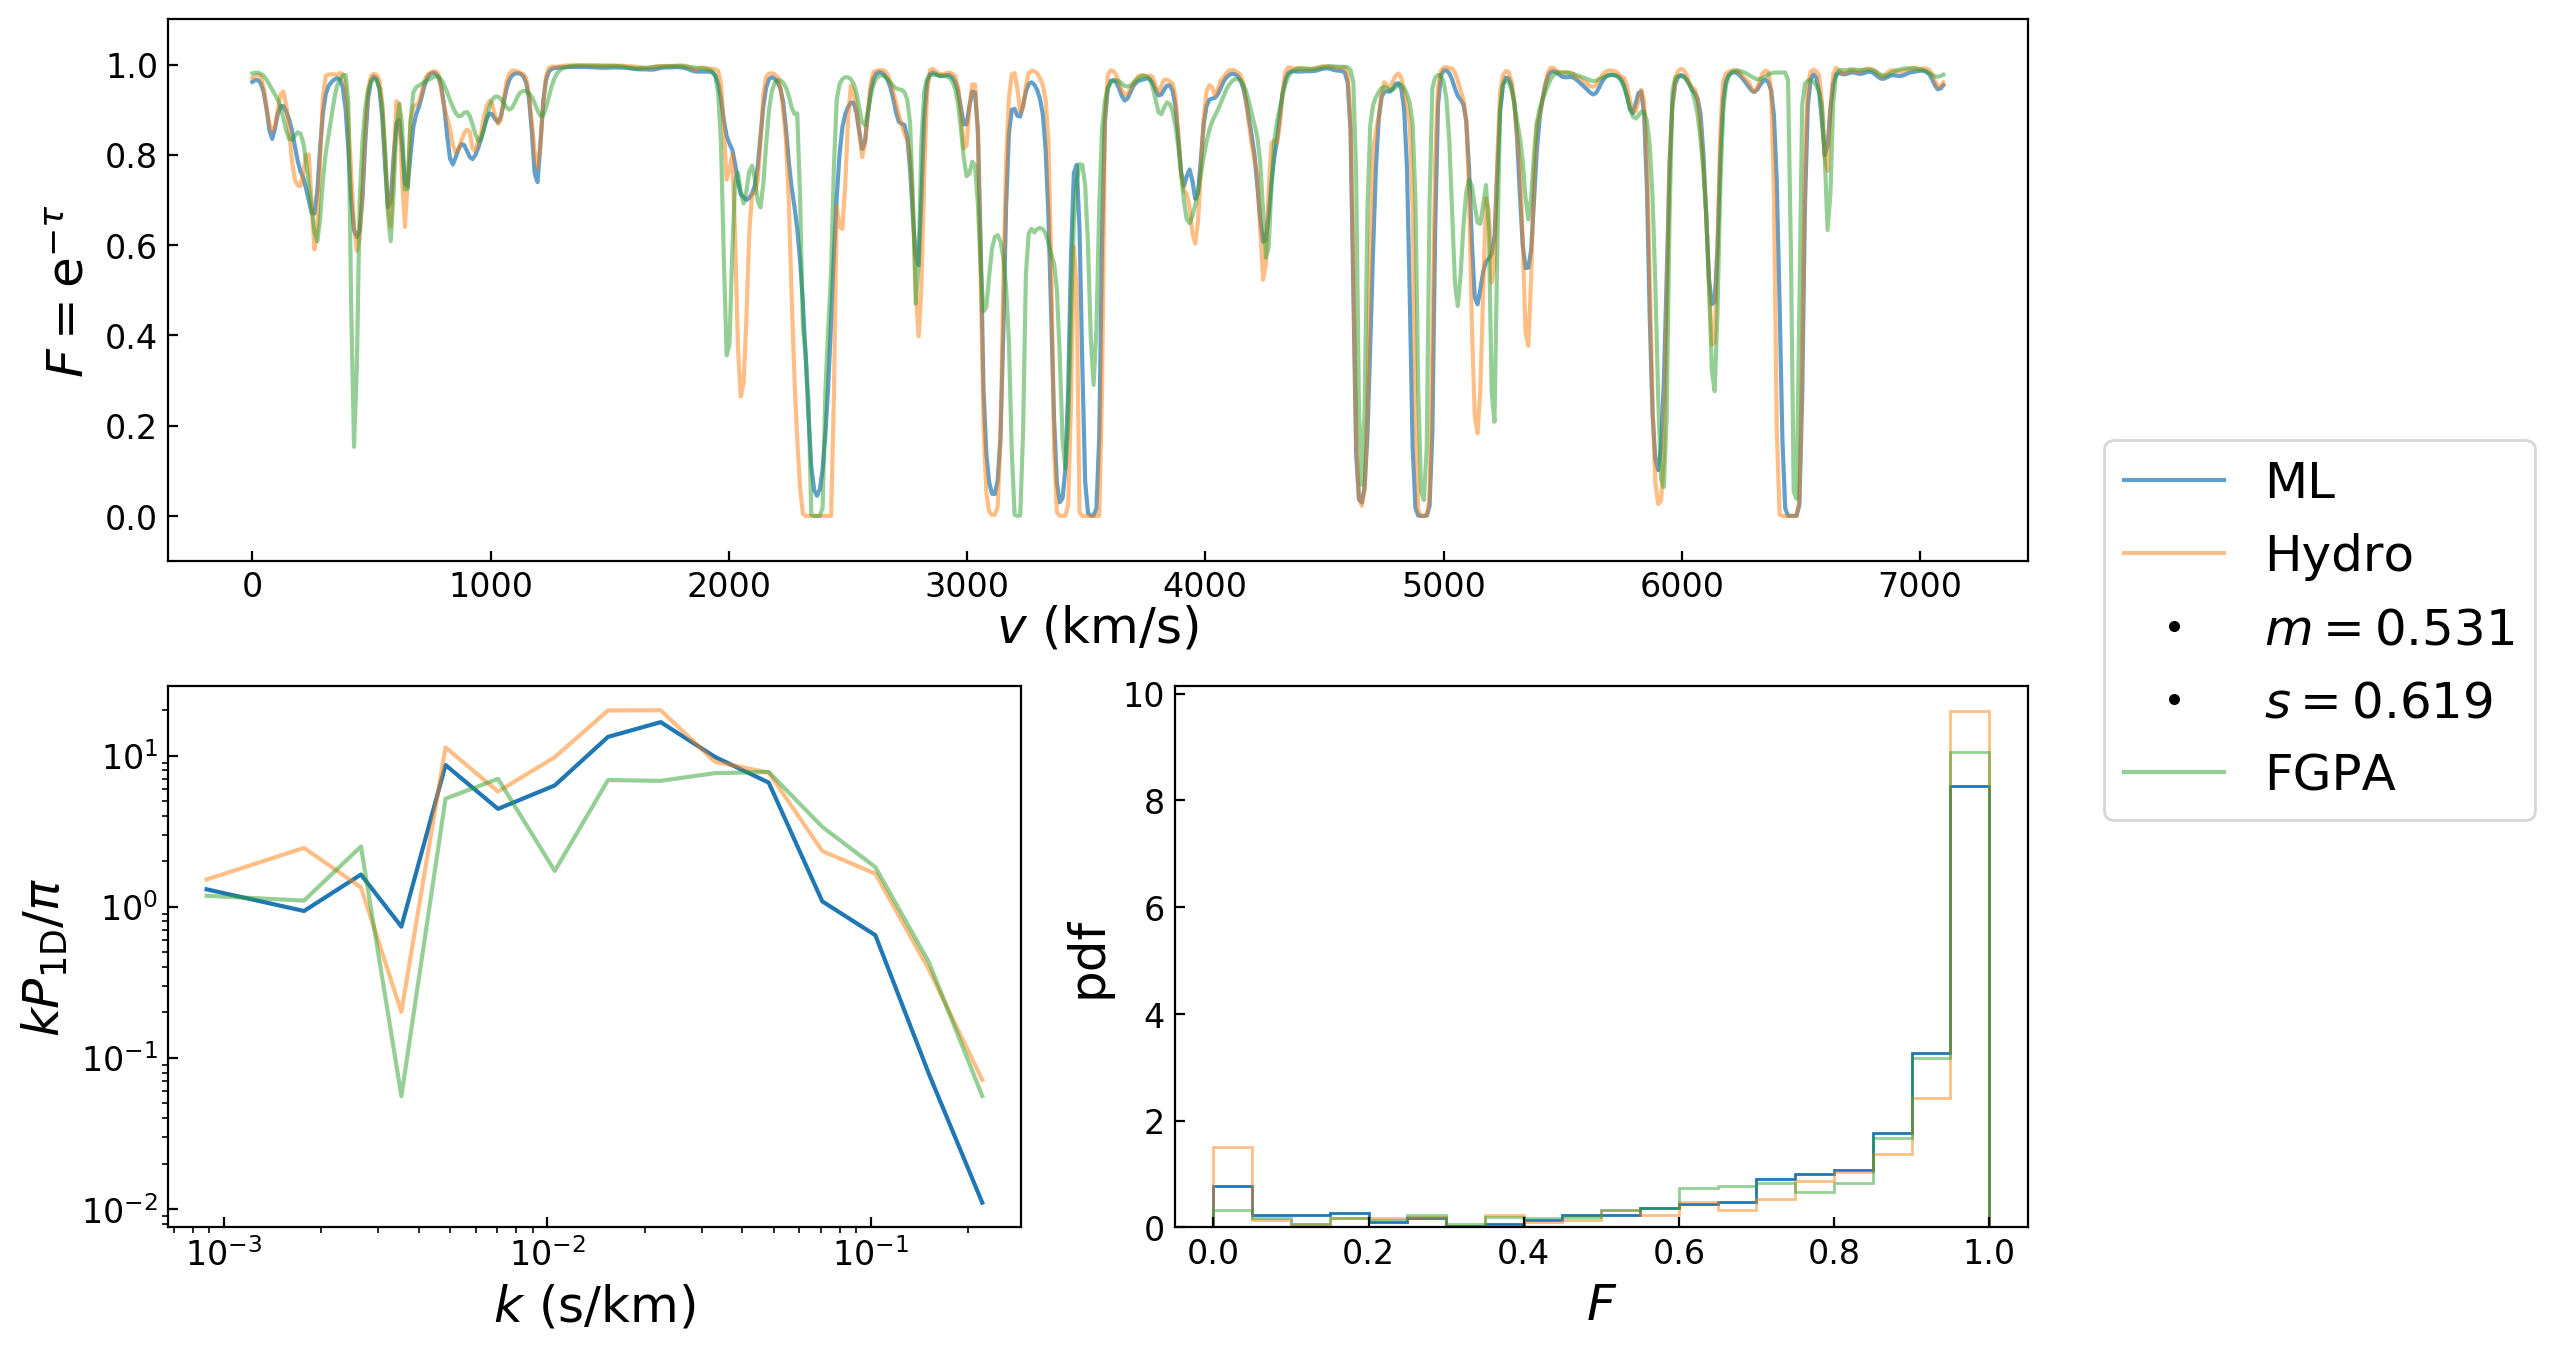 1.0
0.8
0.6
0.4
0.2
0.0
F = e^{−τ}
0 1000 2000 3000 4000 5000 6000 7000
v (km/s)
ML
Hydro
m = 0.531
s = 0.619
FGPA
10^1
10^0
10^{−1}
10^{−2}
kP_{1D}/π
10^{−3} 10^{−2} 10^{−1}
k (s/km)
10
8
6
4
2
0
pdf
0.0 0.2 0.4 0.6 0.8 1.0
F